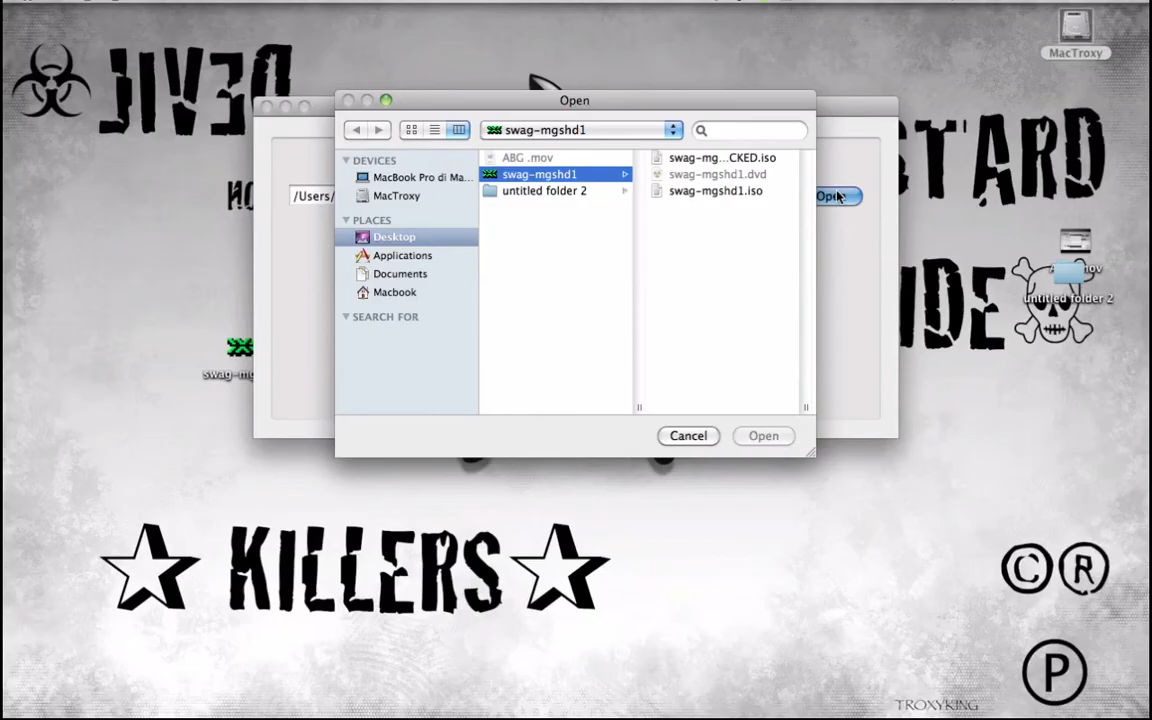 MacTroxy
Open
swag-mgshd1
DEVICES
MacBook Pro di Ma...
MacTroxy
PLACES
Desktop
Applications
Documents
Macbook
SEARCH FOR
ABG .mov
swag-mgshd1
untitled folder 2
swag-mg...CKED.iso
swag-mgshd1.dvd
swag-mgshd1.iso
Cancel
Open
/Users/
Open
swag-mg
untitled folder 2
KILLERS
C R
P
TROXYKING